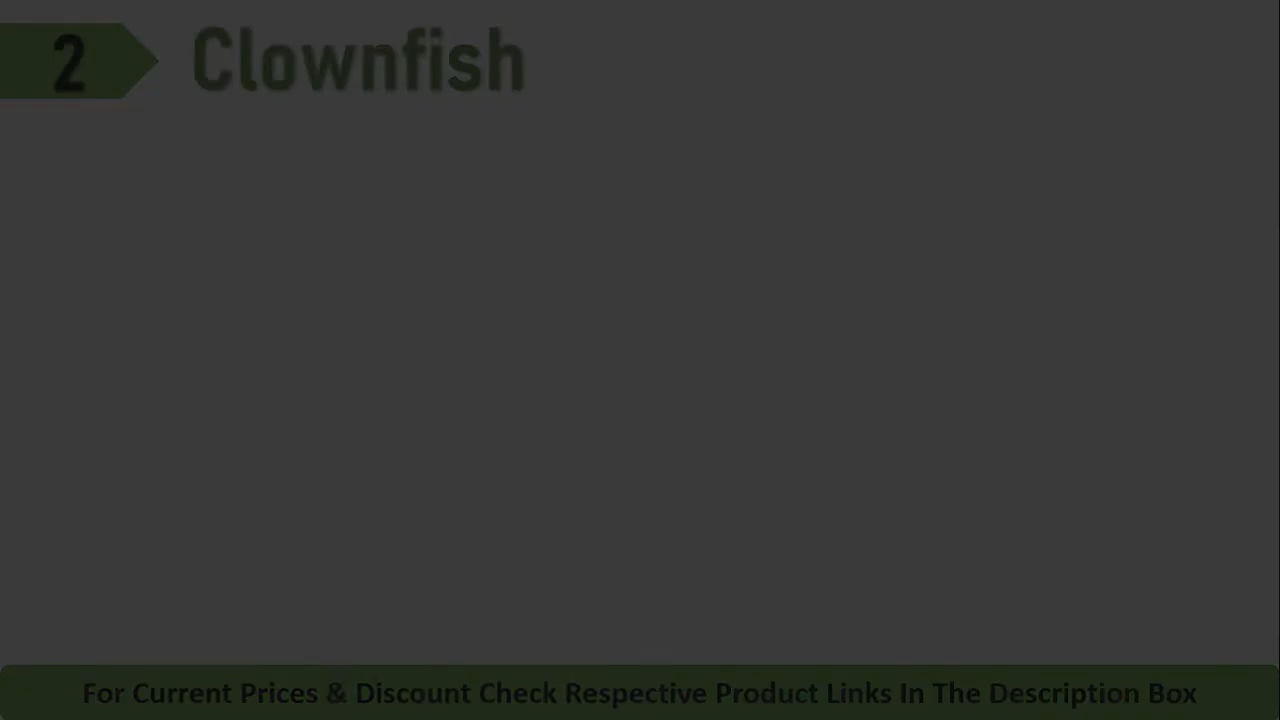 2 Clownfish
For Current Prices & Discount Check Respective Product Links In The Description Box